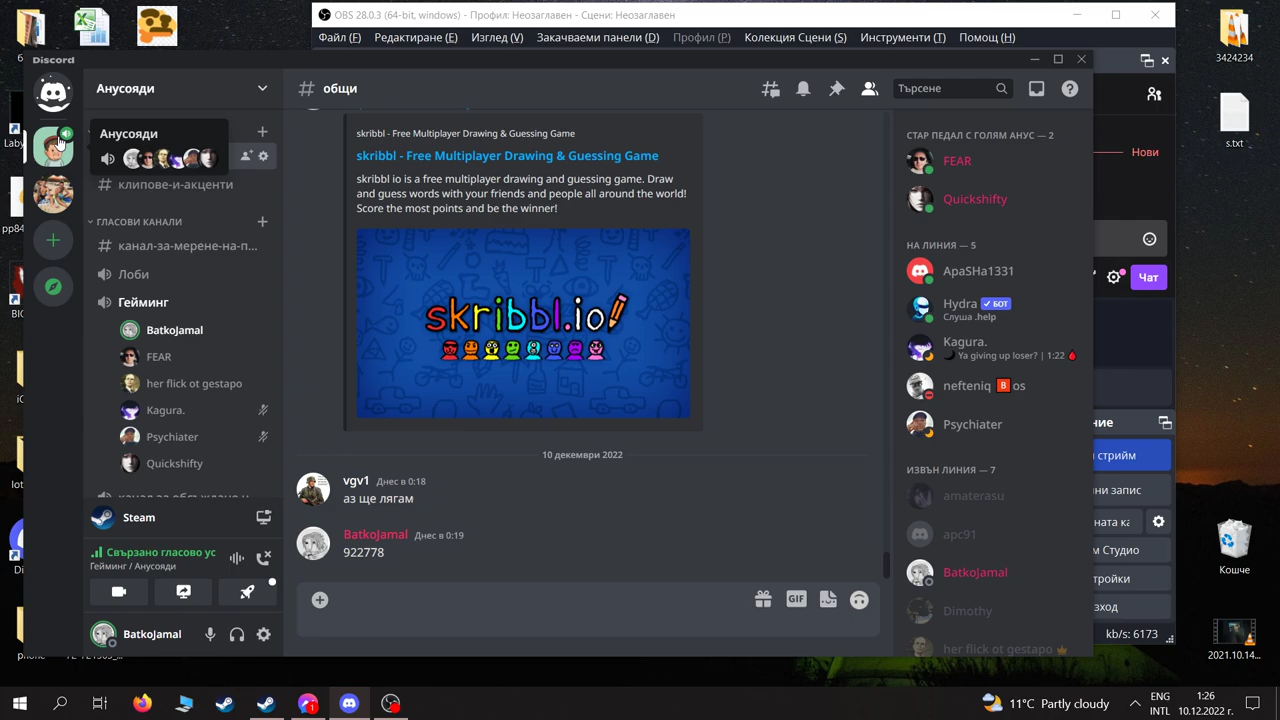 OBS 28.0.3 (64-bit, windows) - Профил: Неозаглавен - Сцени: Неозаглавен
Файл (F) Редактиране (E) Изглед (V) Закачваеми панели (D) Профил (P) Колекция Сцени (S) Инструменти (T) Помощ (H)
3424234
s.txt
Кошче
2021.10.14...
Нови
Чат
ние
kb/s: 6173
Discord
Анусояди
Анусояди
клипове-и-акценти
ГЛАСОВИ КАНАЛИ
канал-за-мерене-на-п...
Лоби
Гейминг
BatkoJamal
FEAR
her flick ot gestapo
Kagura.
Psychiater
Quickshifty
Steam
Свързано гласово ус
Гейминг / Анусояди
BatkoJamal
общи
Търсене
skribbl - Free Multiplayer Drawing & Guessing Game
skribbl - Free Multiplayer Drawing & Guessing Game
skribbl io is a free multiplayer drawing and guessing game. Draw
and guess words with your friends and people all around the world!
Score the most points and be the winner!
skribbl.io
10 декември 2022
vgv1 Днес в 0:18
аз ще лягам
BatkoJamal Днес в 0:19
922778
GIF
СТАР ПЕДАЛ С ГОЛЯМ АНУС — 2
FEAR
Quickshifty
НА ЛИНИЯ — 5
ApaSHa1331
Hydra БОТ
Слуша .help
Kagura.
Ya giving up loser? | 1:22
nefteniq B os
Psychiater
ИЗВЪН ЛИНИЯ — 7
amaterasu
apc91
BatkoJamal
Dimothy
her flick ot gestapo
11°C Partly cloudy
ENG
INTL
1:26
10.12.2022 г.